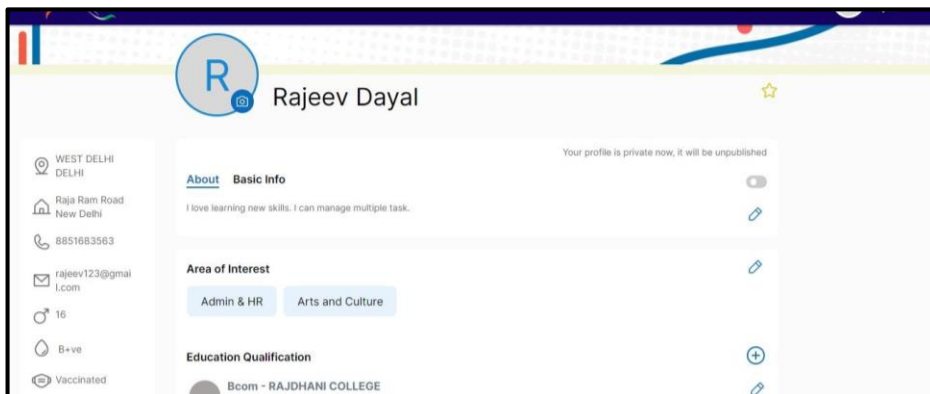 R
Rajeev Dayal
WEST DELHI
DELHI
Raja Ram Road
New Delhi
8851683563
rajeev123@gmai
l.com
16
B+ve
Vaccinated
Your profile is private now, it will be unpublished
About Basic Info
I love learning new skills. I can manage multiple task.
Area of Interest
Admin & HR Arts and Culture
Education Qualification
Bcom - RAJDHANI COLLEGE